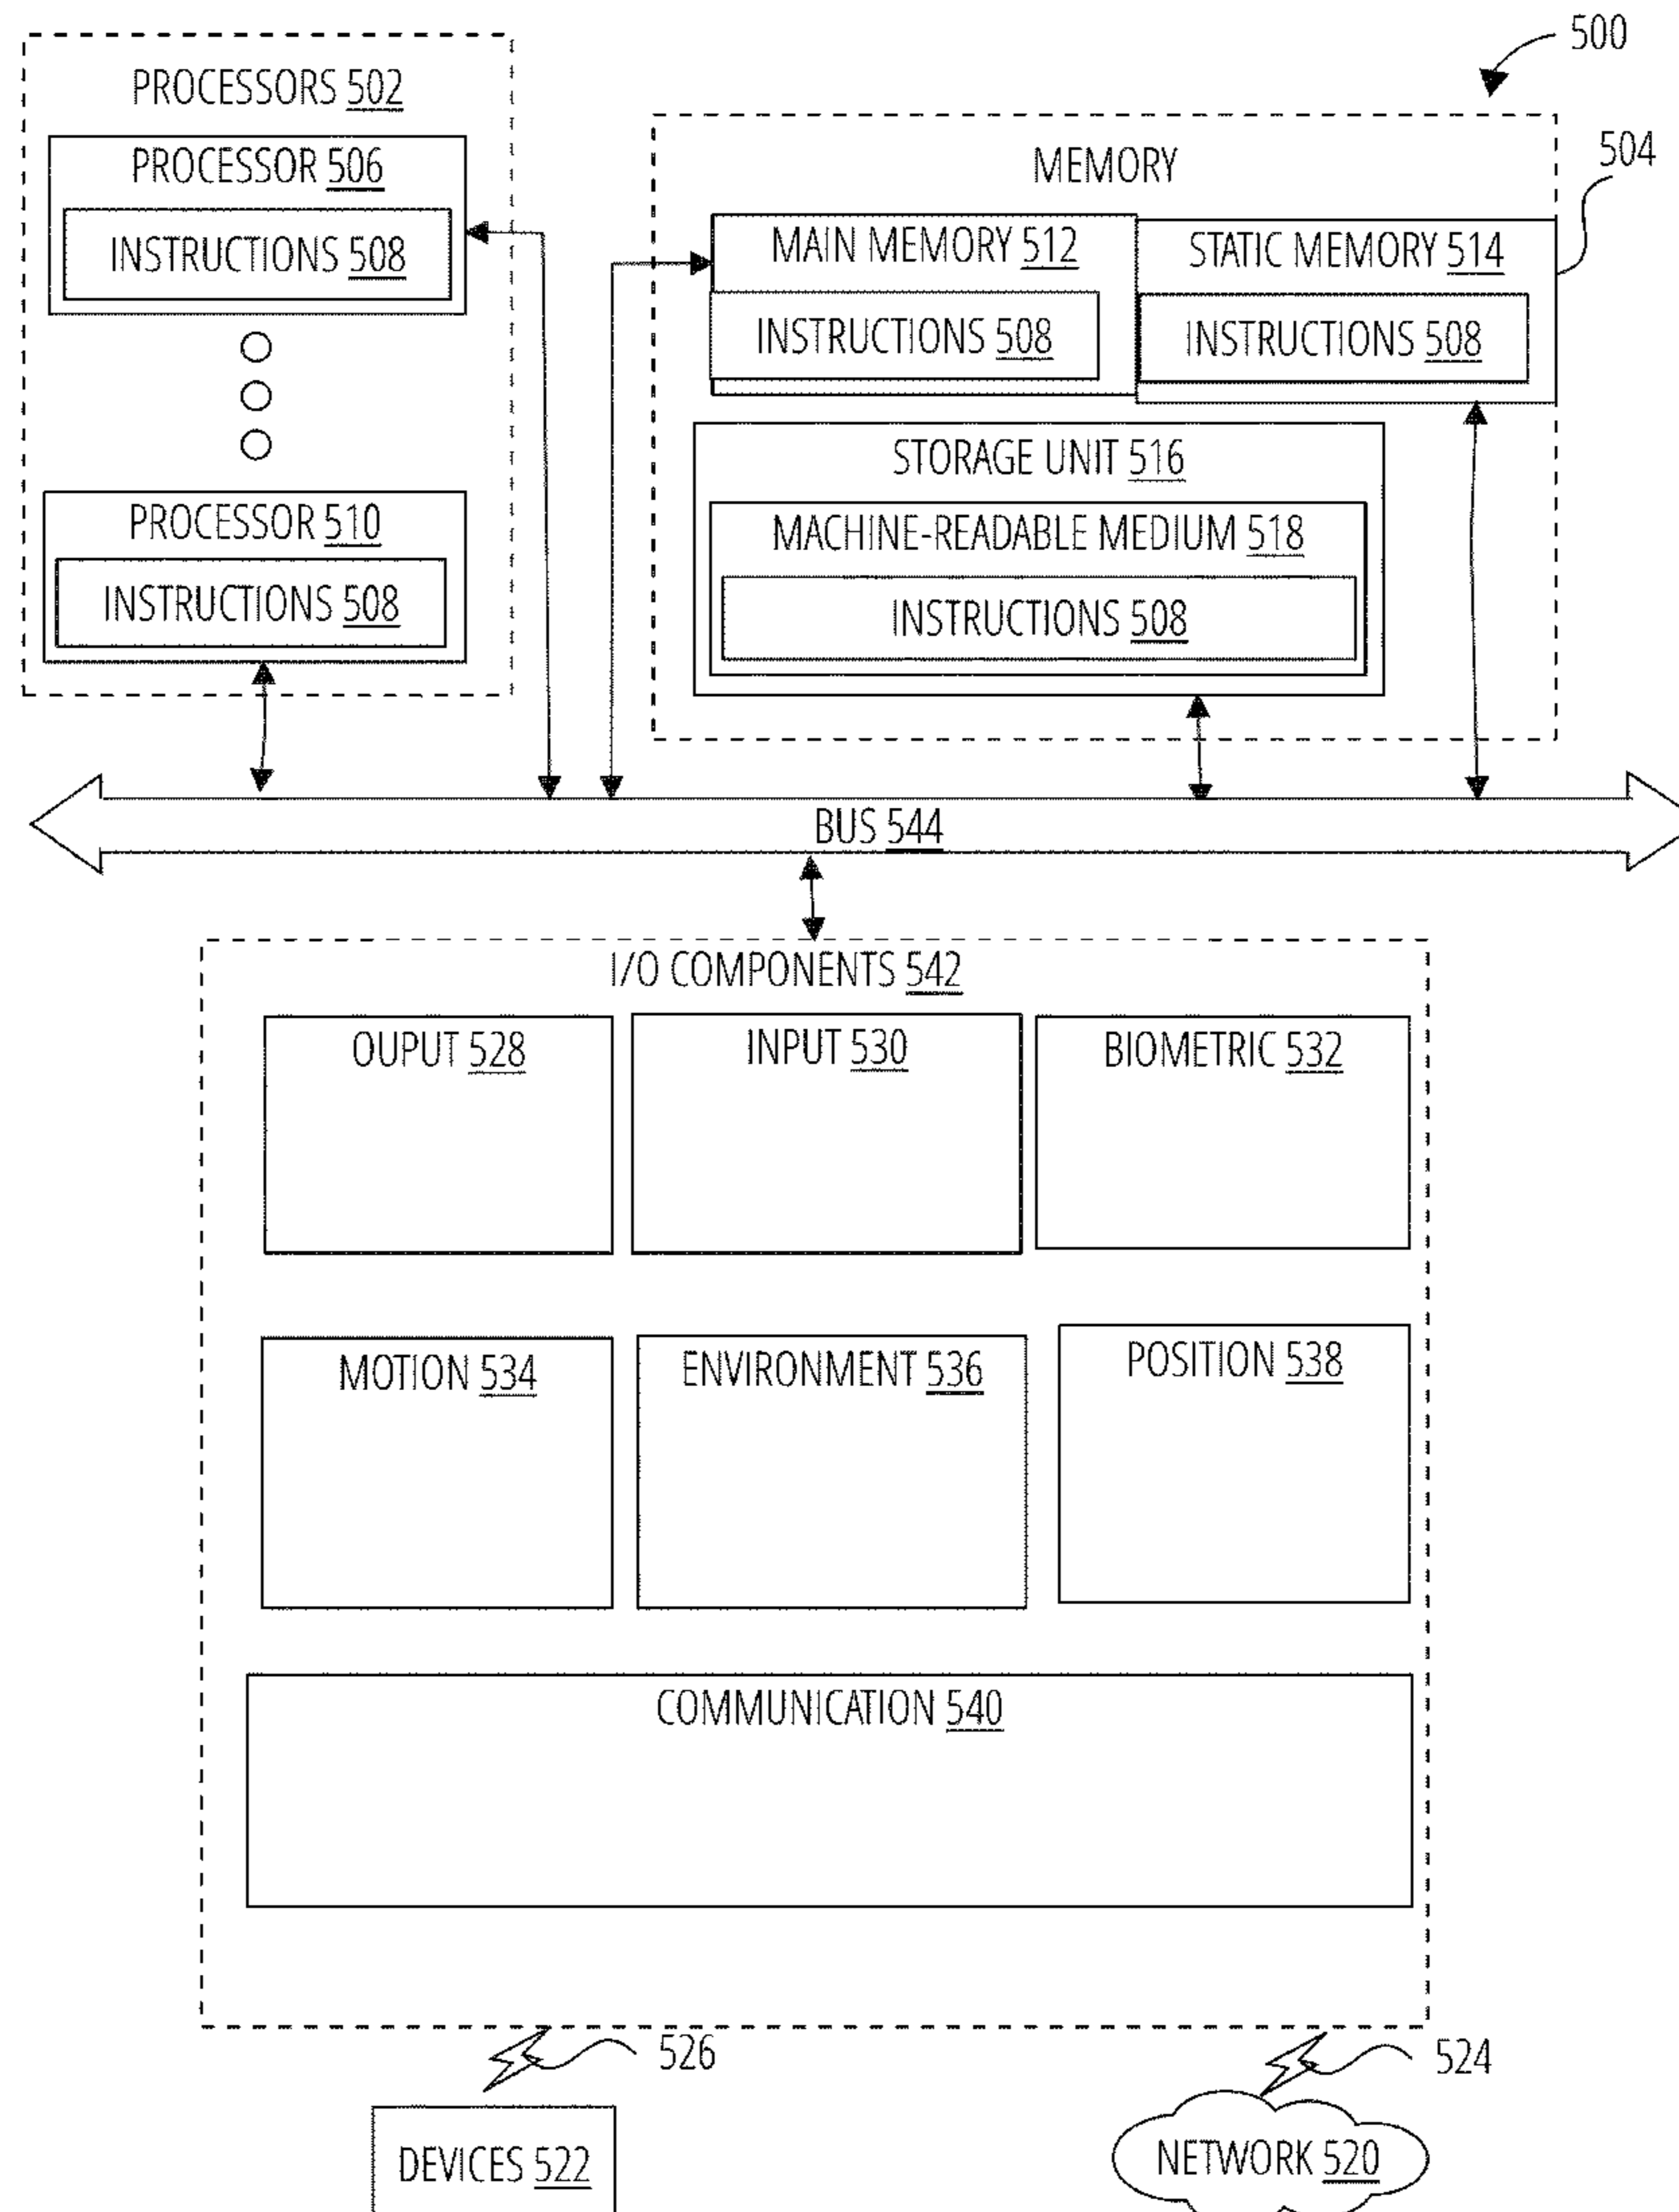 500
PROCESSORS 502
PROCESSOR 506
INSTRUCTIONS 508
PROCESSOR 510
INSTRUCTIONS 508
504
MEMORY
MAIN MEMORY 512
INSTRUCTIONS 508
STATIC MEMORY 514
INSTRUCTIONS 508
STORAGE UNIT 516
MACHINE-READABLE MEDIUM 518
INSTRUCTIONS 508
BUS 544
I/O COMPONENTS 542
OUPUT 528
INPUT 530
BIOMETRIC 532
MOTION 534
ENVIRONMENT 536
POSITION 538
COMMUNICATION 540
526
524
DEVICES 522
NETWORK 520